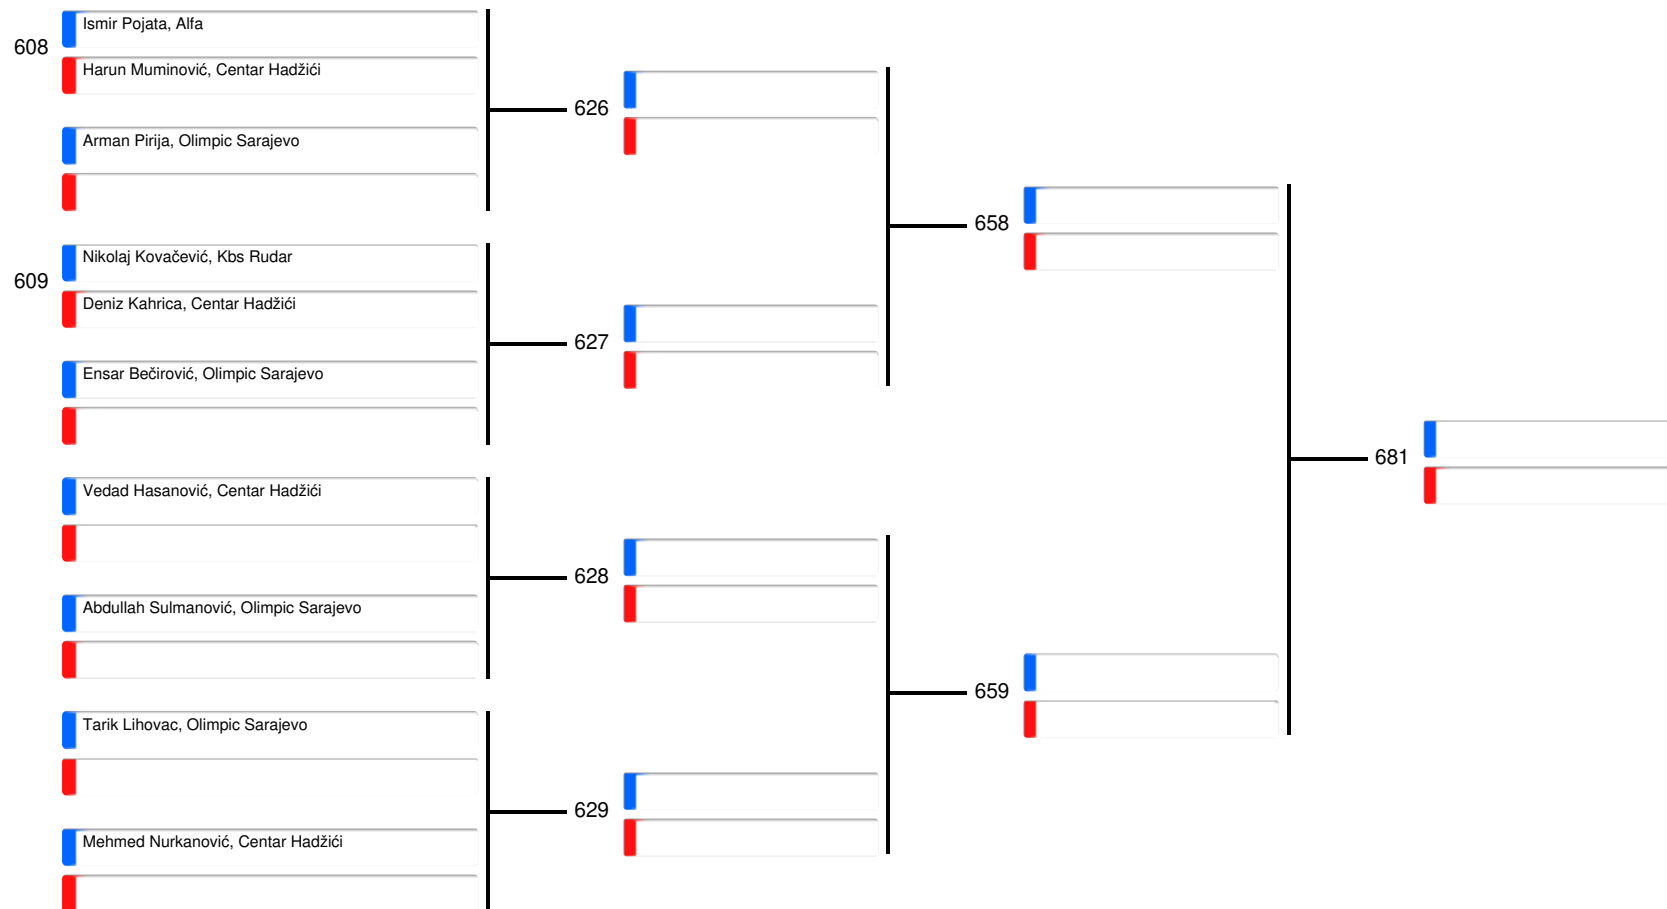 608
Ismir Pojata, Alfa
Harun Muminović, Centar Hadžići
626
Arman Pirija, Olimpic Sarajevo
658
609
Nikolaj Kovačević, Kbs Rudar
Deniz Kahrica, Centar Hadžići
627
Ensar Bečirović, Olimpic Sarajevo
681
Vedad Hasanović, Centar Hadžići
628
Abdullah Sulmanović, Olimpic Sarajevo
659
Tarik Lihovac, Olimpic Sarajevo
629
Mehmed Nurkanović, Centar Hadžići